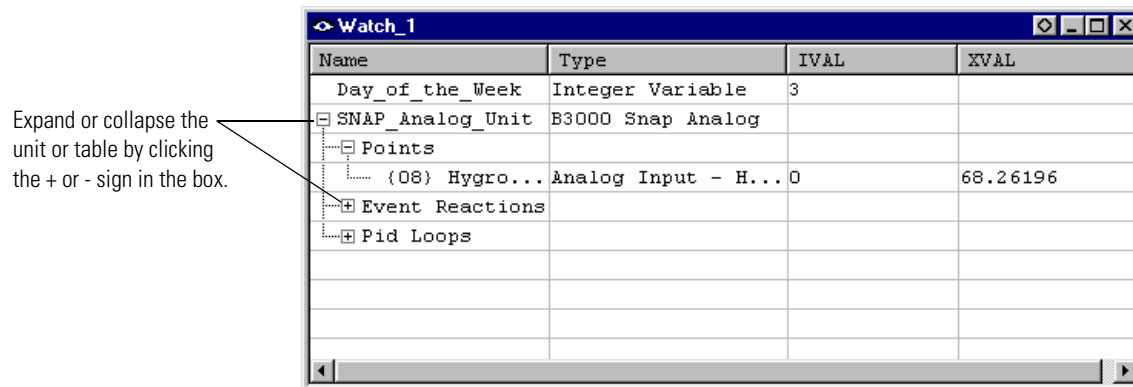 Watch_1
Name Type IVAL XVAL
Day_of_the_Week Integer Variable 3
SNAP_Analog_Unit B3000 Snap Analog
Points
{08} Hygro... Analog Input - H... 0 68.26196
Event Reactions
Pid Loops
Expand or collapse the
unit or table by clicking
the + or - sign in the box.